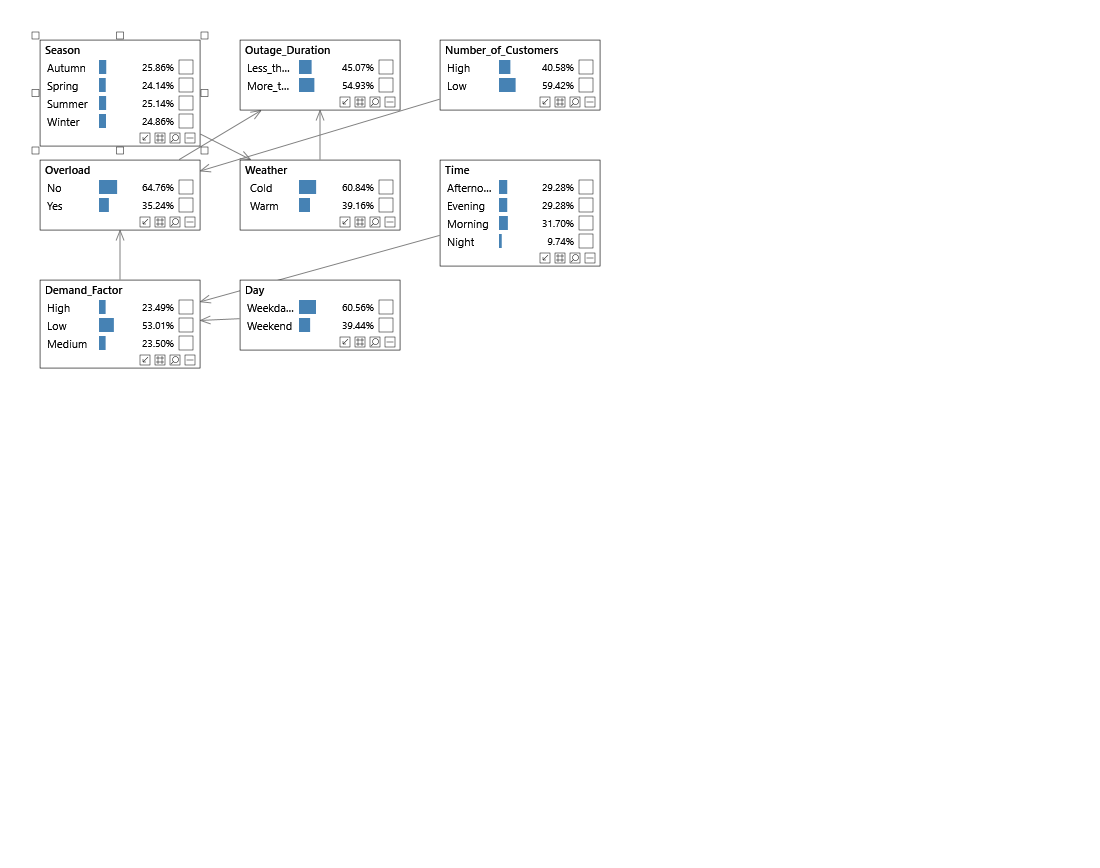 Season
Autumn 25.86%
Spring 24.14%
Summer 25.14%
Winter 24.86%
Outage_Duration
Less_th... 45.07%
More_t... 54.93%
Number_of_Customers
High 40.58%
Low 59.42%
Overload
No 64.76%
Yes 35.24%
Weather
Cold 60.84%
Warm 39.16%
Time
Afterno... 29.28%
Evening 29.28%
Morning 31.70%
Night 9.74%
Demand_Factor
High 23.49%
Low 53.01%
Medium 23.50%
Day
Weekda... 60.56%
Weekend 39.44%